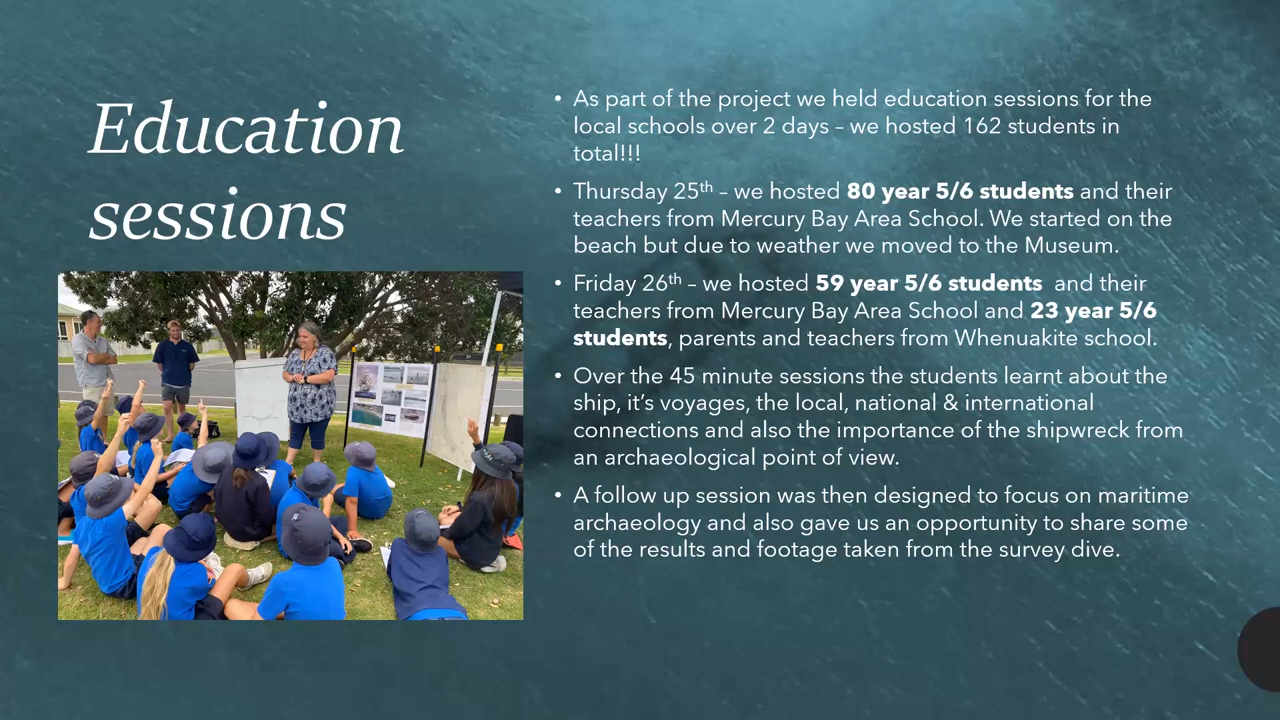 Education
sessions
• As part of the project we held education sessions for the
local schools over 2 days – we hosted 162 students in
total!!!
• Thursday 25th – we hosted 80 year 5/6 students and their
teachers from Mercury Bay Area School. We started on the
beach but due to weather we moved to the Museum.
• Friday 26th – we hosted 59 year 5/6 students  and their
teachers from Mercury Bay Area School and 23 year 5/6
students, parents and teachers from Whenuakite school.
• Over the 45 minute sessions the students learnt about the
ship, it’s voyages, the local, national & international
connections and also the importance of the shipwreck from
an archaeological point of view.
• A follow up session was then designed to focus on maritime
archaeology and also gave us an opportunity to share some
of the results and footage taken from the survey dive.